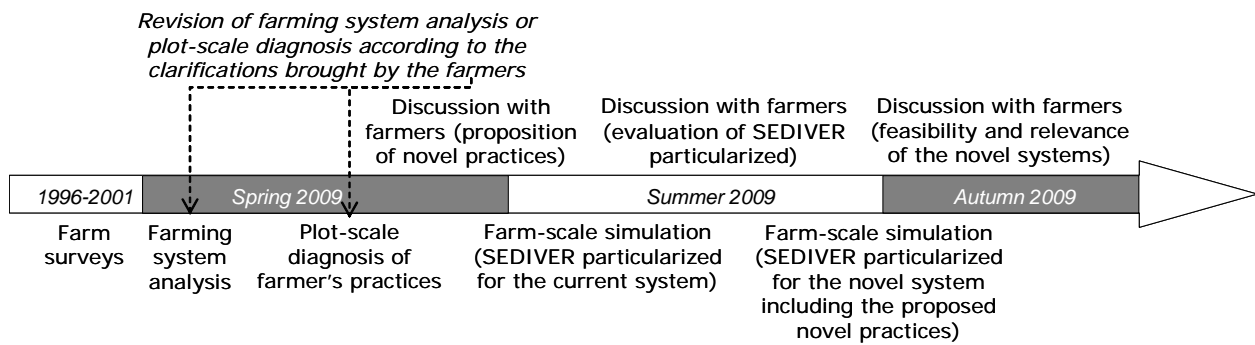 Revision of farming system analysis or
plot-scale diagnosis according to the
clarifications brought by the farmers
Discussion with
farmers (proposition
of novel practices)
Discussion with farmers
(evaluation of SEDIVER
particularized)
Discussion with farmers
(feasibility and relevance
of the novel systems)
1996-2001
Spring 2009
Summer 2009
Autumn 2009
Farm
surveys
Farming
system
analysis
Plot-scale
diagnosis of
farmer's practices
Farm-scale simulation
(SEDIVER particularized
for the current system)
Farm-scale simulation
(SEDIVER particularized
for the novel system
including the proposed
novel practices)